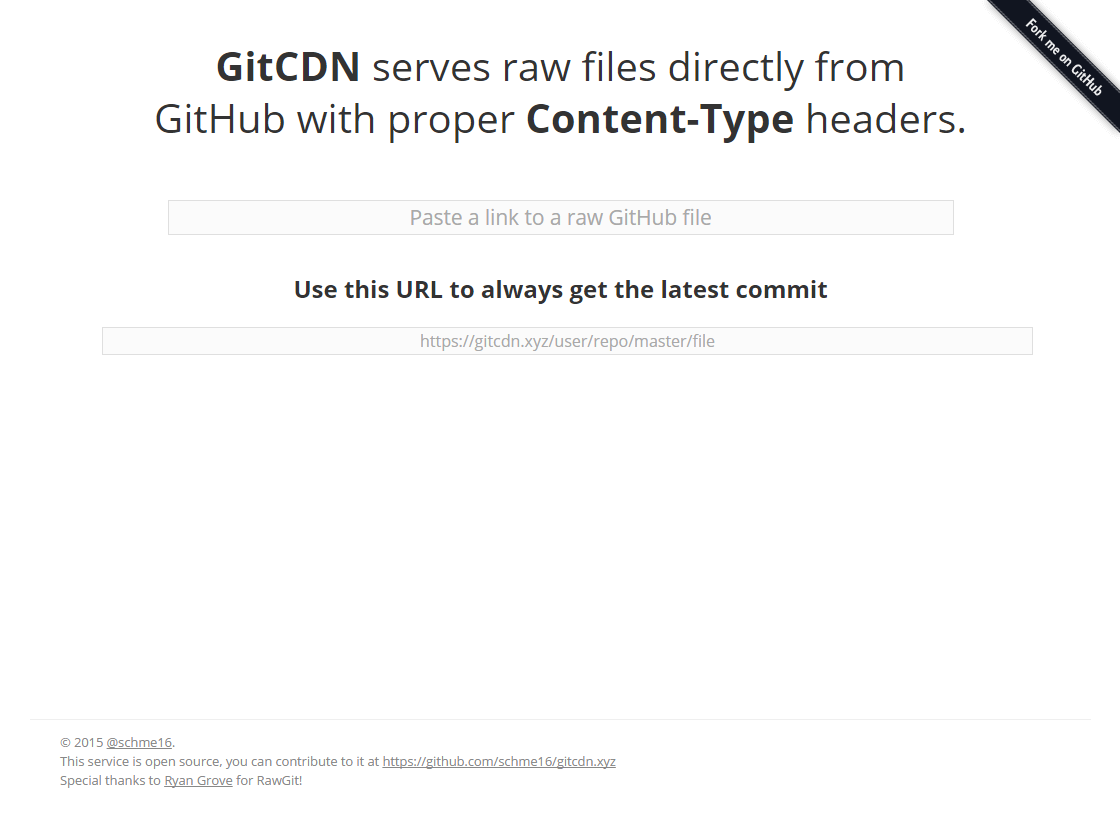 Fork me on GitHub
GitCDN serves raw files directly from
GitHub with proper Content-Type headers.
Paste a link to a raw GitHub file
Use this URL to always get the latest commit
https://gitcdn.xyz/user/repo/master/file
© 2015 @schme16.
This service is open source, you can contribute to it at https://github.com/schme16/gitcdn.xyz
Special thanks to Ryan Grove for RawGit!